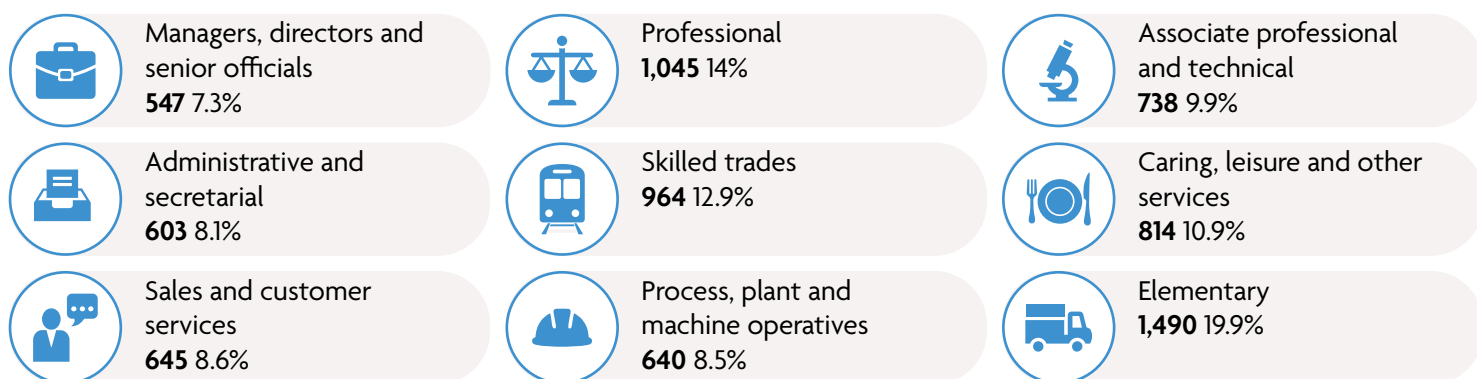 Managers, directors and
senior officials
547 7.3%
Professional
1,045 14%
Associate professional
and technical
738 9.9%
Administrative and
secretarial
603 8.1%
Skilled trades
964 12.9%
Caring, leisure and other
services
814 10.9%
Sales and customer
services
645 8.6%
Process, plant and
machine operatives
640 8.5%
Elementary
1,490 19.9%